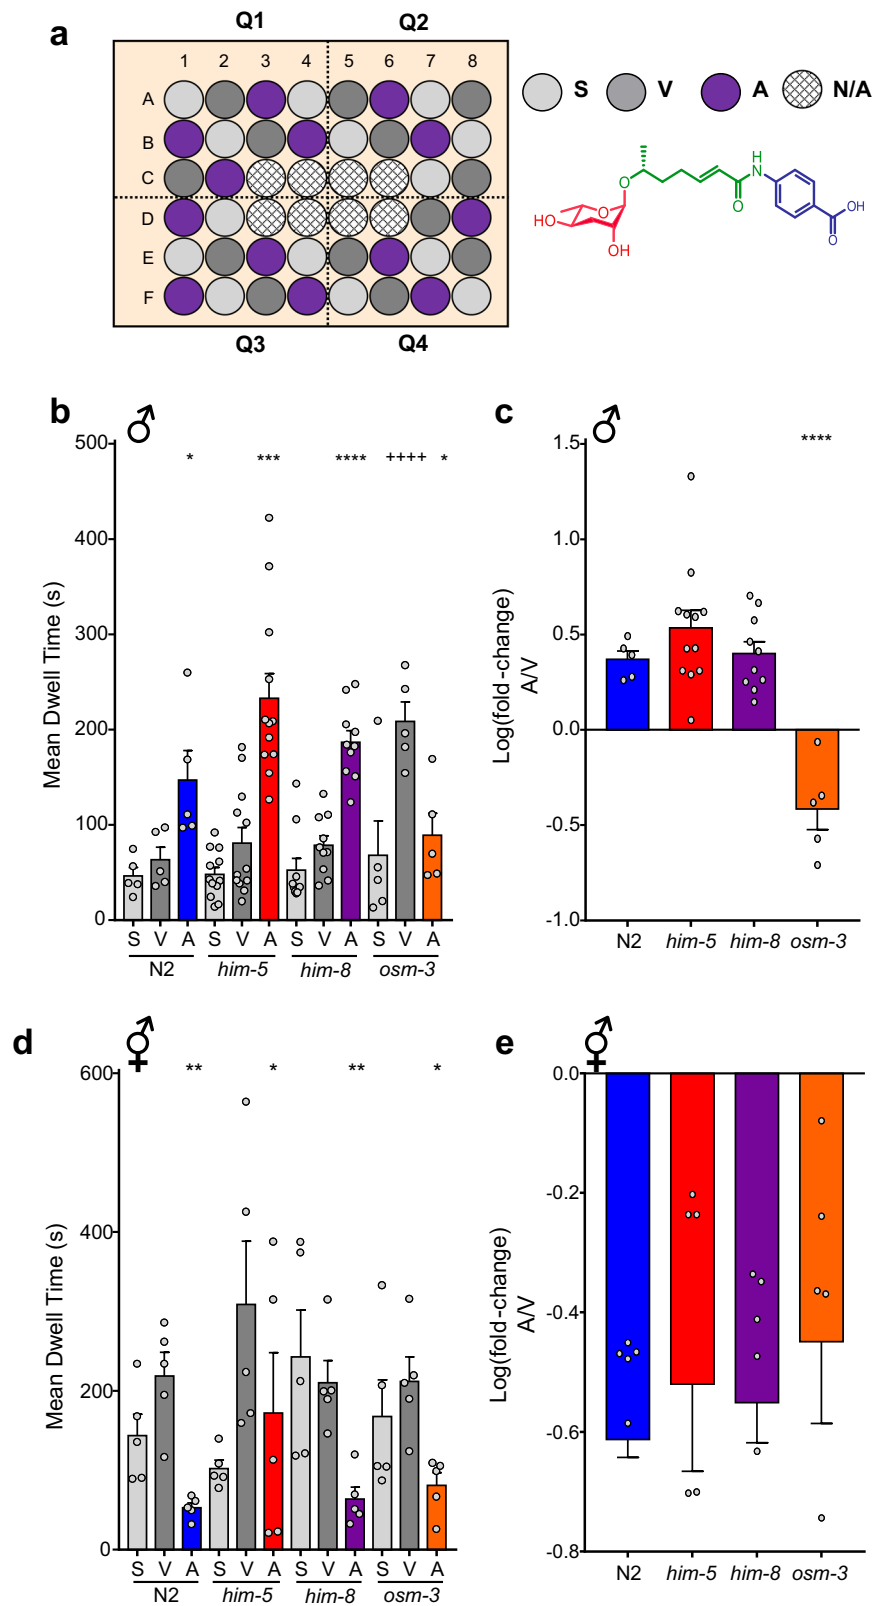 a
Q1 Q2
1 2 3 4 5 6 7 8
A
B
C
D
E
F
Q3 Q4
S V A N/A
H
N
O
O
OH
O
O
HO
OH
b
♂
500
400
300
200
100
0
Mean Dwell Time (s)
* *** **** ++++ *
S V A S V A S V A S V A
N2 him-5 him-8 osm-3
c
♂
1.5
1.0
0.5
0.0
-0.5
-1.0
Log(fold-change)
A/V
****
N2 him-5 him-8 osm-3
d
600
400
200
0
Mean Dwell Time (s)
** * ** *
S V A S V A S V A S V A
N2 him-5 him-8 osm-3
e
0.0
-0.2
-0.4
-0.6
-0.8
Log(fold-change)
A/V
N2 him-5 him-8 osm-3